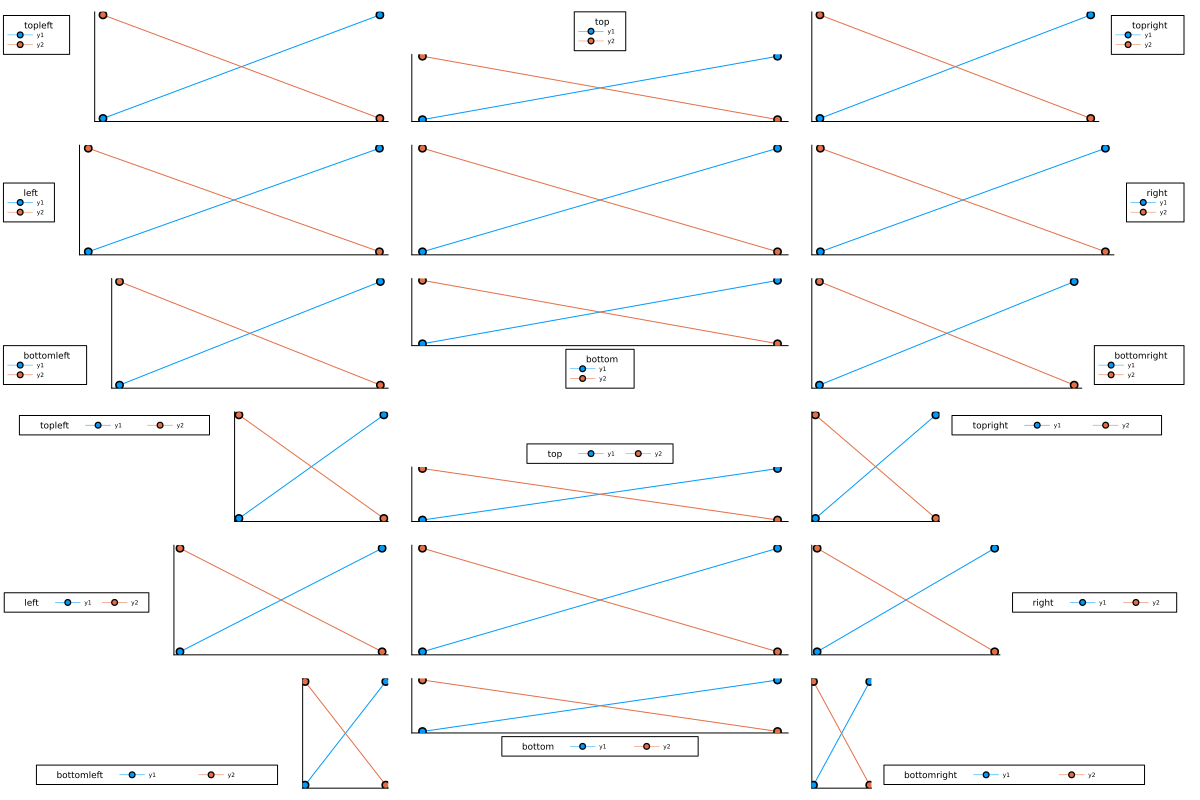 topleft
y1
y2
top
y1
y2
topright
y1
y2
left
y1
y2
right
y1
y2
bottomleft
y1
y2
bottom
y1
y2
bottomright
y1
y2
topleft y1 y2
top y1 y2
topright y1 y2
left y1 y2
right y1 y2
bottomleft y1 y2
bottom y1 y2
bottomright y1 y2